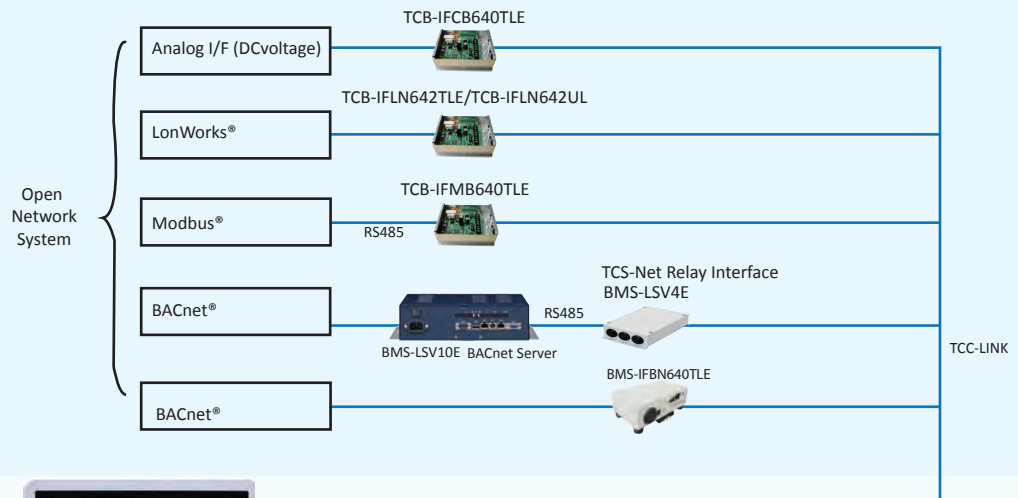 TCB-IFCB640TLE
Analog I/F (DCvoltage)
TCB-IFLN642TLE/TCB-IFLN642UL
LonWorks®
Open
Network
System
TCB-IFMB640TLE
Modbus®
RS485
TCS-Net Relay Interface
BMS-LSV4E
BACnet®
RS485
BMS-LSV10E BACnet Server
TCC-LINK
BMS-IFBN640TLE
BACnet®